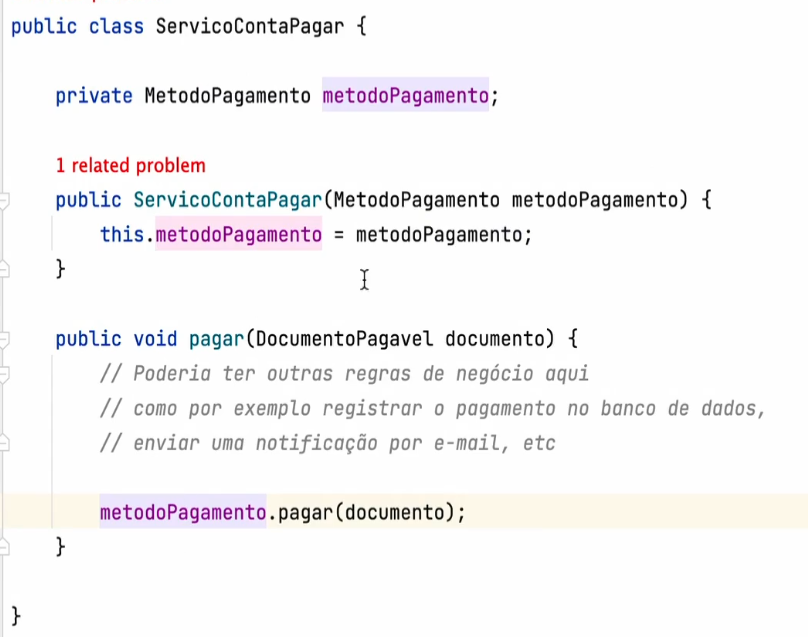 public class ServicoContaPagar {
private MetodoPagamento metodoPagamento;
1 related problem
public ServicoContaPagar(MetodoPagamento metodoPagamento) {
this.metodoPagamento = metodoPagamento;
}
public void pagar(DocumentoPagavel documento) {
// Poderia ter outras regras de negócio aqui
// como por exemplo registrar o pagamento no banco de dados,
// enviar uma notificação por e-mail, etc
metodoPagamento.pagar(documento);
}
}